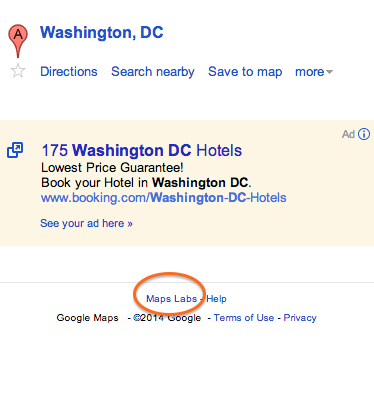 A
Washington, DC
Directions Search nearby Save to map more
Ad
175 Washington DC Hotels
Lowest Price Guarantee!
Book your Hotel in Washington DC.
www.booking.com/Washington-DC-Hotels
See your ad here »
Maps Labs - Help
Google Maps - ©2014 Google - Terms of Use - Privacy